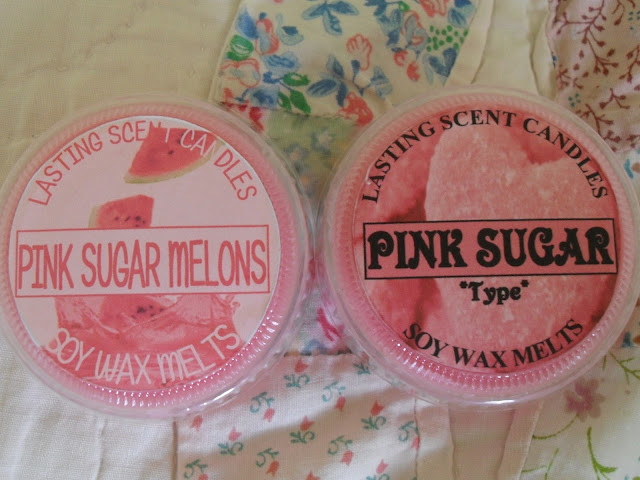 LASTING SCENT CANDLES
PINK SUGAR MELONS
SOY WAX MELTS
LASTING SCENT CANDLES
PINK SUGAR
*Type*
SOY WAX MELTS